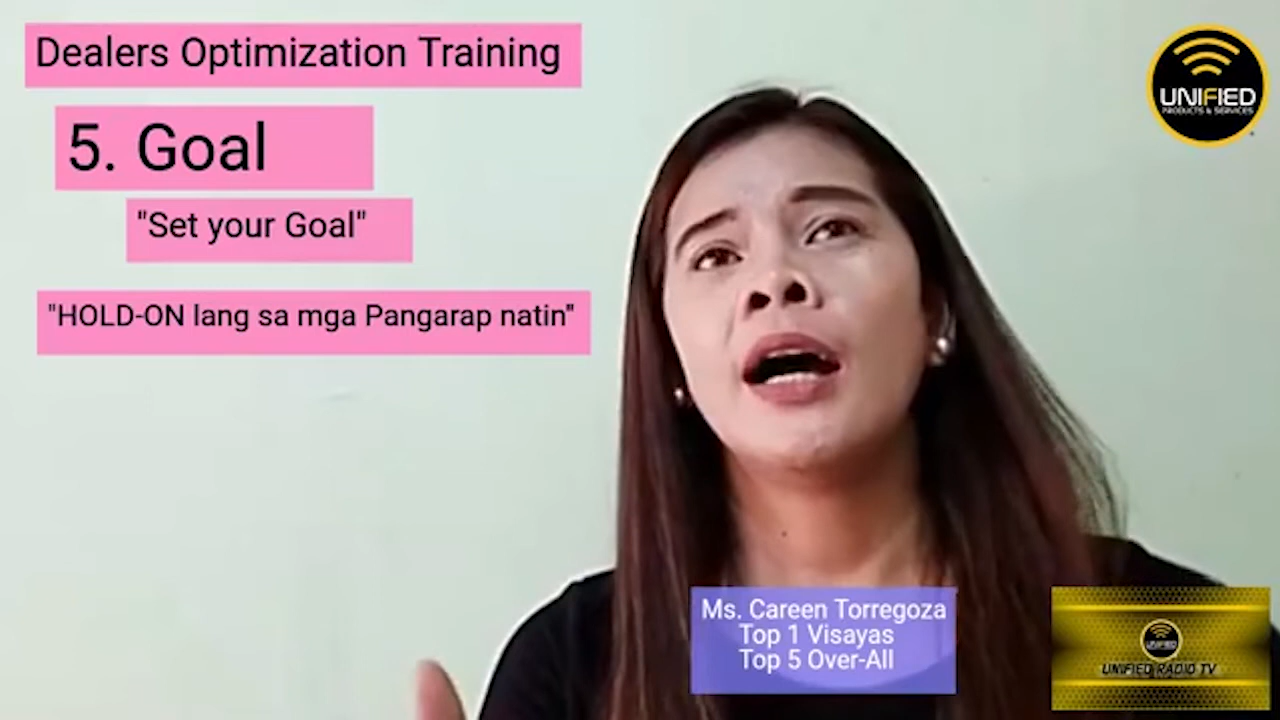 Dealers Optimization Training
5. Goal
"Set your Goal"
"HOLD-ON lang sa mga Pangarap natin"
UNIFIED
PRODUCTS & SERVICES
Ms. Careen Torregoza
Top 1 Visayas
Top 5 Over-All
UNIFIED
UNIFIED RADIO TV